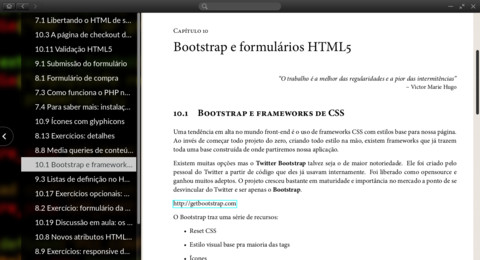 7.1 Libertando o HTML de s...
10.3 A página de checkout d...
10.11 Validação HTML5
9.1 Submissão do formulário
8.1 Formulário de compra
7.3 Como funciona o PHP n...
7.4 Para saber mais: instalaç...
10.9 Ícones com glyphicons
8.13 Exercícios: detalhes
8.8 Media queries de conteú...
10.1 Bootstrap e framework...
9.3 Listas de definição no H...
10.17 Exercícios opcionais: ...
8.2 Exercício: formulário da ...
10.19 Discussão em aula: os ...
10.8 Novos atributos HTML...
8.9 Exercícios: responsive d...
Capítulo 10
Bootstrap e formulários HTML5
“O trabalho é a melhor das regularidades e a pior das intermitências”
– Victor Marie Hugo
10.1 Bootstrap e frameworks de CSS
Uma tendência em alta no mundo front-end é o uso de frameworks CSS com estilos base para nossa página.
Ao invés de começar todo projeto do zero, criando todo estilo na mão, existem frameworks que já trazem
toda uma base construída de onde partiremos nossa aplicação.
Existem muitas opções mas o Twitter Bootstrap talvez seja o de maior notoriedade. Ele foi criado pelo
pessoal do Twitter a partir de código que eles já usavam internamente. Foi liberado como opensource e
ganhou muitos adeptos. O projeto cresceu bastante em maturidade e importância no mercado a ponto de se
desvincular do Twitter e ser apenas o Bootstrap.
http://getbootstrap.com
O Bootstrap traz uma série de recursos:
• Reset CSS
• Estilo visual base pra maioria das tags
• Ícones